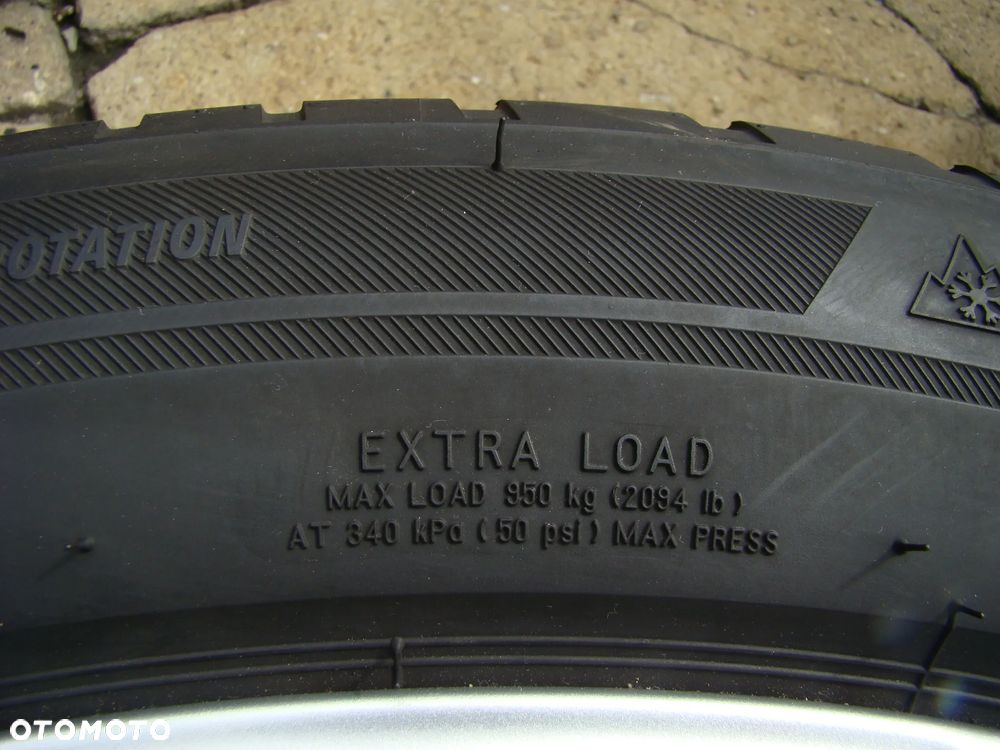 OTATION
EXTRA LOAD
MAX LOAD 950 kg (2094 lb)
AT 340 kPa (50 psi) MAX PRESS
OTOMOTO